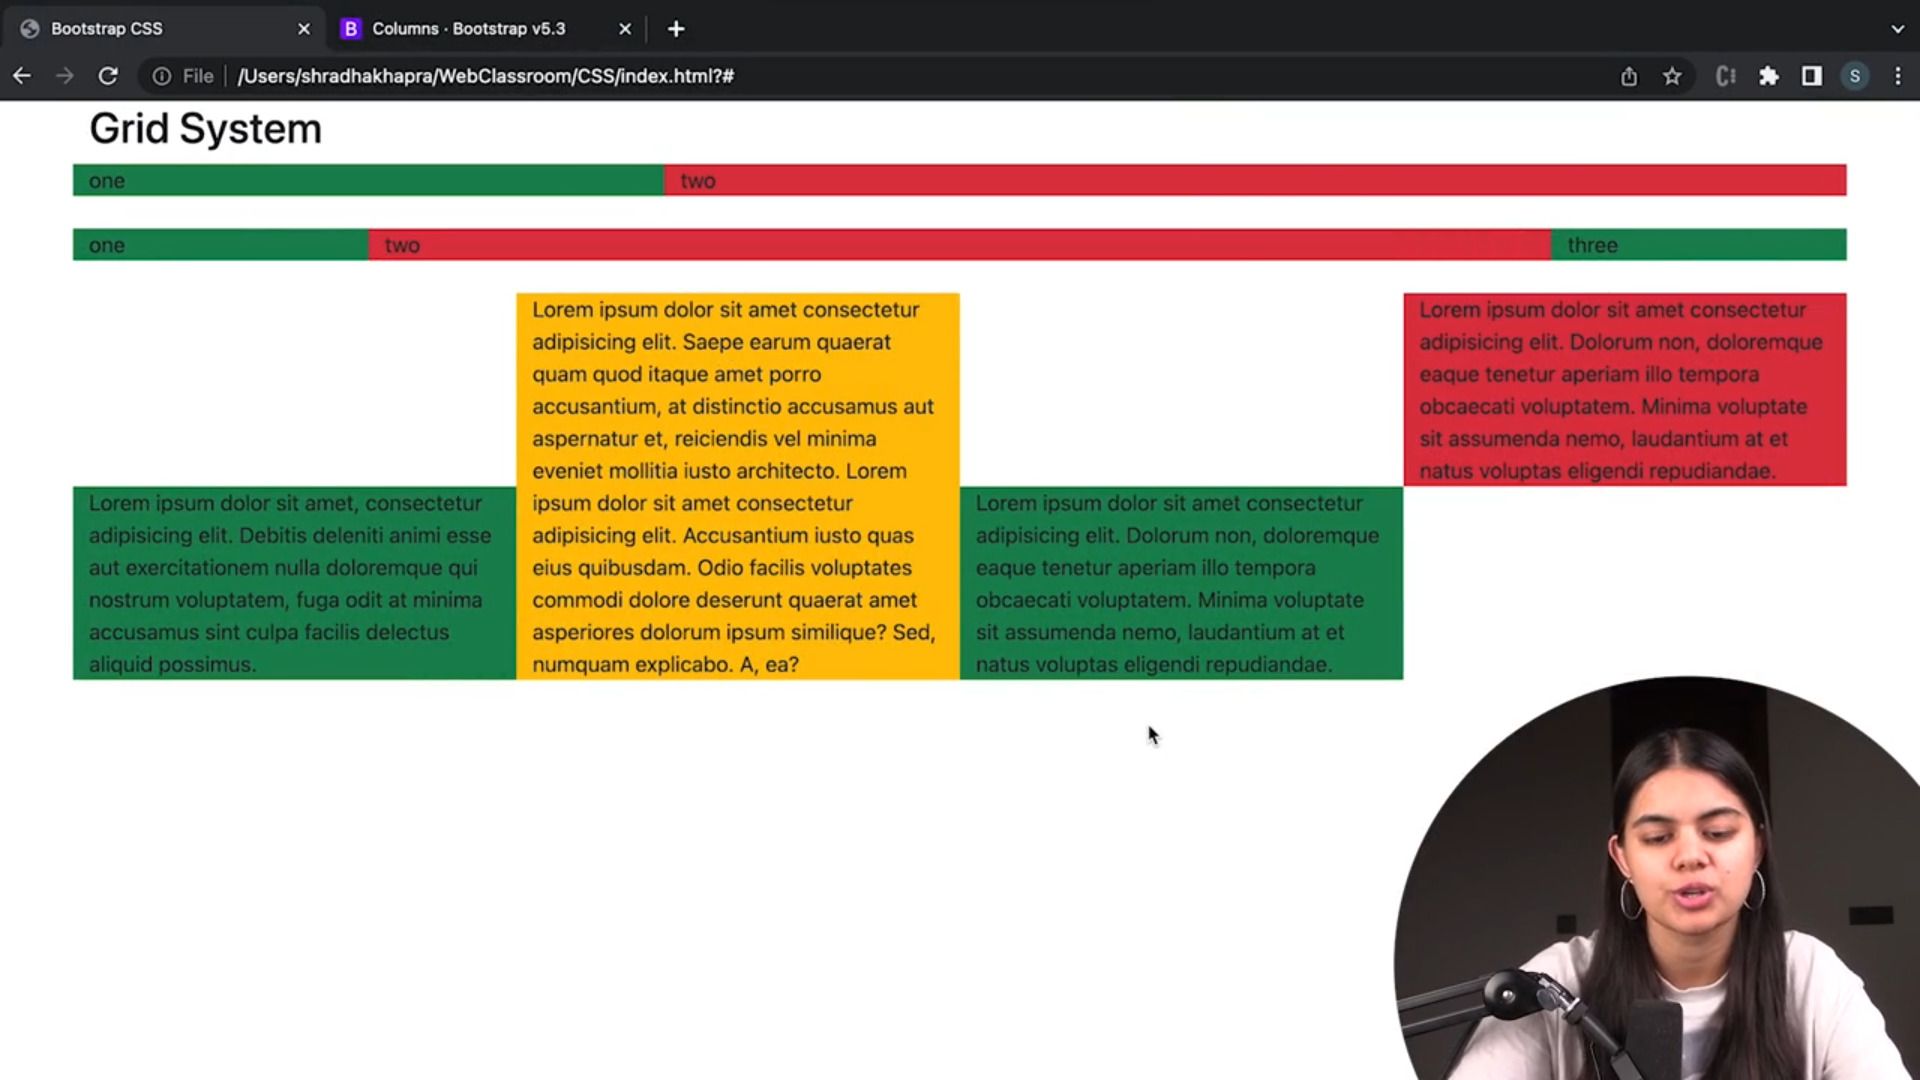 Bootstrap CSS
B Columns · Bootstrap v5.3
File /Users/shradhakhapra/WebClassroom/CSS/index.html?#
S
Grid System
one two
one two three
Lorem ipsum dolor sit amet, consectetur
adipisicing elit. Debitis deleniti animi esse
aut exercitationem nulla doloremque qui
nostrum voluptatem, fuga odit at minima
accusamus sint culpa facilis delectus
aliquid possimus.
Lorem ipsum dolor sit amet consectetur
adipisicing elit. Saepe earum quaerat
quam quod itaque amet porro
accusantium, at distinctio accusamus aut
aspernatur et, reiciendis vel minima
eveniet mollitia iusto architecto. Lorem
ipsum dolor sit amet consectetur
adipisicing elit. Accusantium iusto quas
eius quibusdam. Odio facilis voluptates
commodi dolore deserunt quaerat amet
asperiores dolorum ipsum similique? Sed,
numquam explicabo. A, ea?
Lorem ipsum dolor sit amet consectetur
adipisicing elit. Dolorum non, doloremque
eaque tenetur aperiam illo tempora
obcaecati voluptatem. Minima voluptate
sit assumenda nemo, laudantium at et
natus voluptas eligendi repudiandae.
Lorem ipsum dolor sit amet consectetur
adipisicing elit. Dolorum non, doloremque
eaque tenetur aperiam illo tempora
obcaecati voluptatem. Minima voluptate
sit assumenda nemo, laudantium at et
natus voluptas eligendi repudiandae.